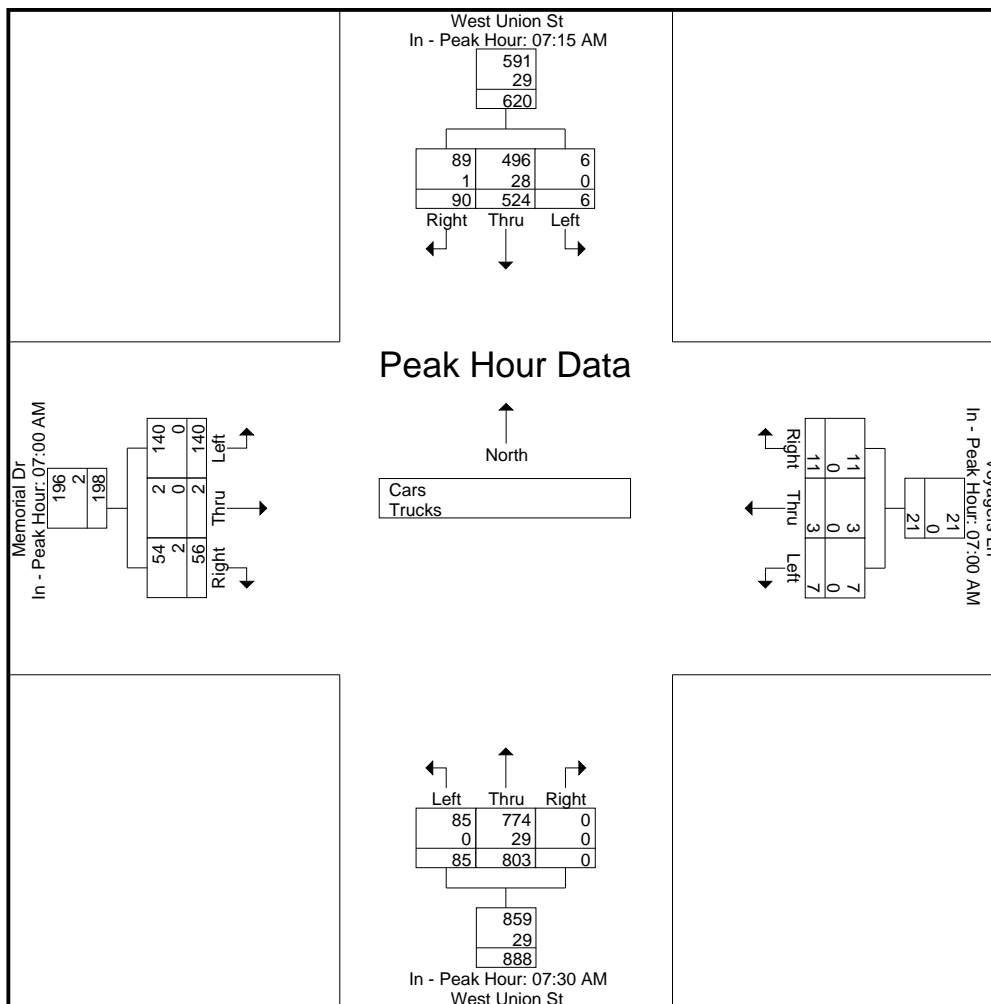 West Union St
In - Peak Hour: 07:15 AM
591
29
620
89 496 6
1 28 0
90 524 6
Right Thru Left
Peak Hour Data
North
Cars
Trucks
Memorial Dr
In - Peak Hour: 07:00 AM
196
2
198
140 0 140
Left
2 0 2
Thru
54 2 56
Right
Right
11 0 11
Thru
3 0 3
Left
7 0 7
21
0
21
In - Peak Hour: 07:00 AM
Left Thru Right
85 774 0
0 29 0
85 803 0
859
29
888
In - Peak Hour: 07:30 AM
West Union St